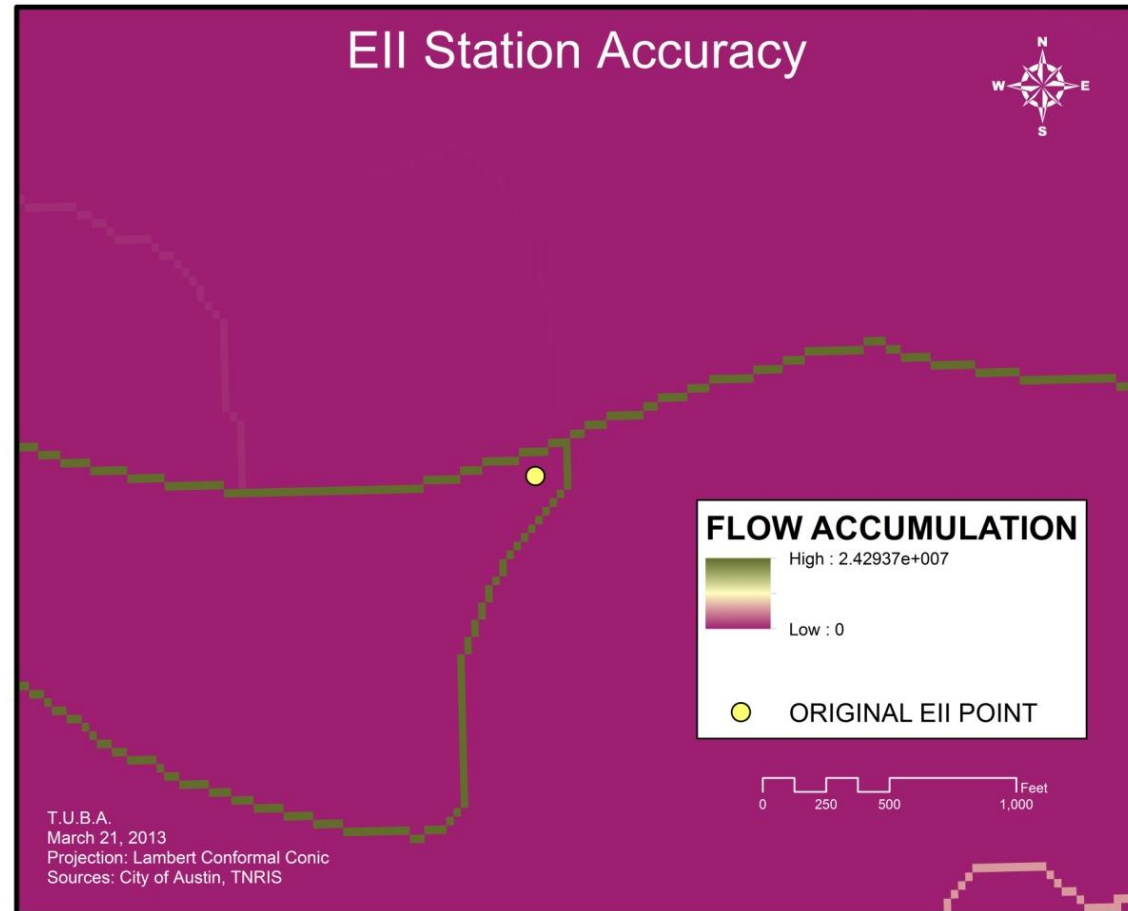 EII Station Accuracy
N
W E
S
FLOW ACCUMULATION
High : 2.42937e+007
Low : 0
ORIGINAL EII POINT
Feet
0 250 500 1,000
T.U.B.A.
March 21, 2013
Projection: Lambert Conformal Conic
Sources: City of Austin, TNRIS